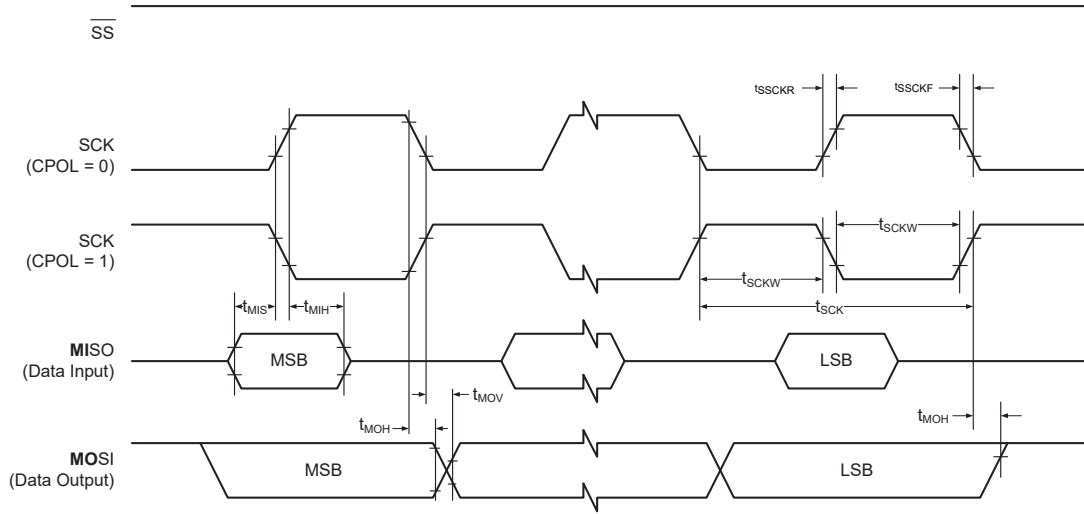 SS
tSSCKR
tSSCKF
SCK
(CPOL = 0)
SCK
(CPOL = 1)
tSCKW
tSCKW
tSCK
tMIS
tMIH
MISO
(Data Input)
MSB
LSB
tMOV
tMOH
tMOH
MOSI
(Data Output)
MSB
LSB